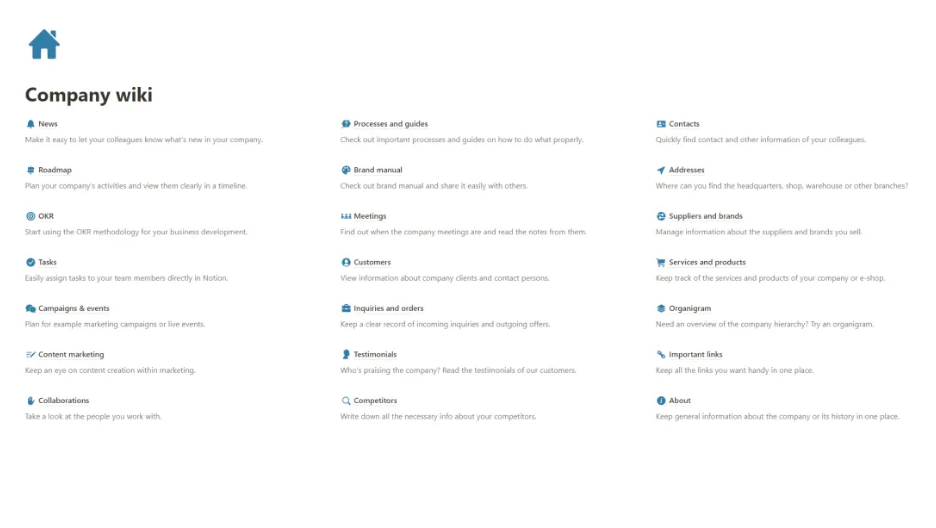 Company wiki
News
Make it easy to let your colleagues know what's new in your company.
Roadmap
Plan your company's activities and view them clearly in a timeline.
OKR
Start using the OKR methodology for your business development.
Tasks
Easily assign tasks to your team members directly in Notion.
Campaigns & events
Plan for example marketing campaigns or live events.
Content marketing
Keep an eye on content creation within marketing.
Collaborations
Take a look at the people you work with.
Processes and guides
Check out important processes and guides on how to do what properly.
Brand manual
Check out brand manual and share it easily with others.
Meetings
Find out when the company meetings are and read the notes from them.
Customers
View information about company clients and contact persons.
Inquiries and orders
Keep a clear record of incoming inquiries and outgoing offers.
Testimonials
Who's praising the company? Read the testimonials of our customers.
Competitors
Write down all the necessary info about your competitors.
Contacts
Quickly find contact and other information of your colleagues.
Addresses
Where can you find the headquarters, shop, warehouse or other branches?
Suppliers and brands
Manage information about the suppliers and brands you sell.
Services and products
Keep track of the services and products of your company or e-shop.
Organigram
Need an overview of the company hierarchy? Try an organigram.
Important links
Keep all the links you want handy in one place.
About
Keep general information about the company or its history in one place.